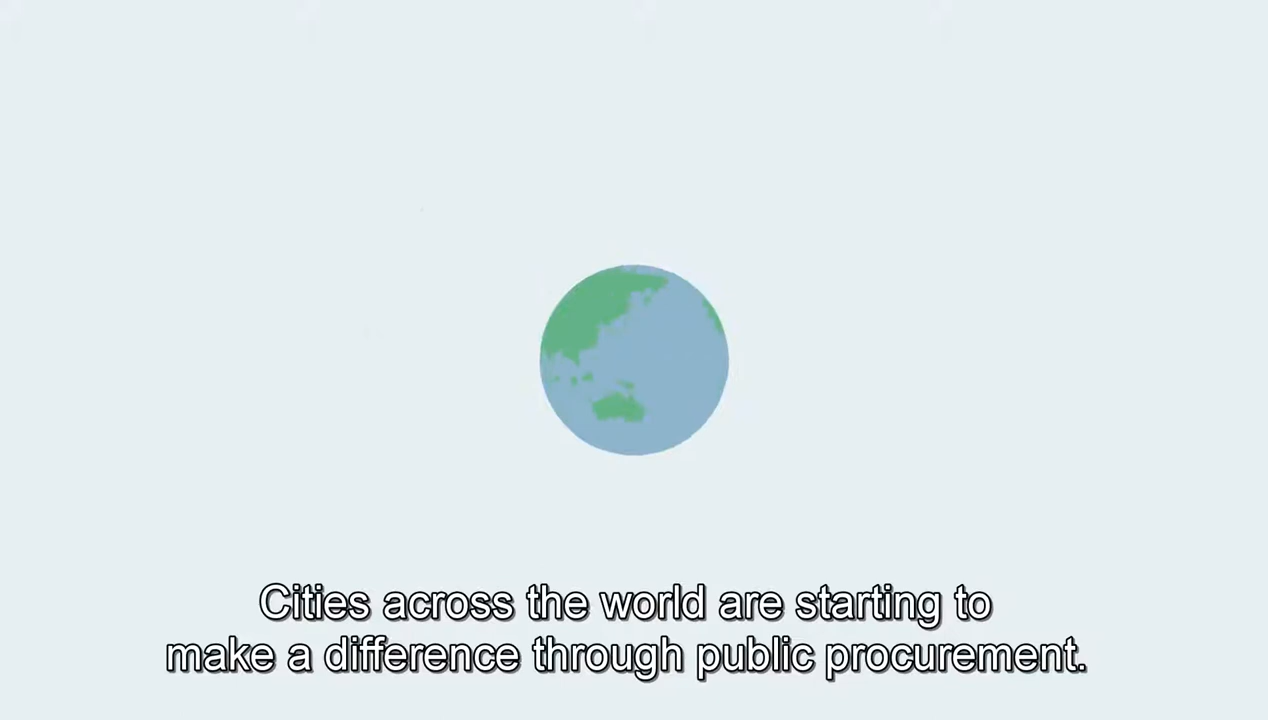 Cities across the world are starting to
make a difference through public procurement.